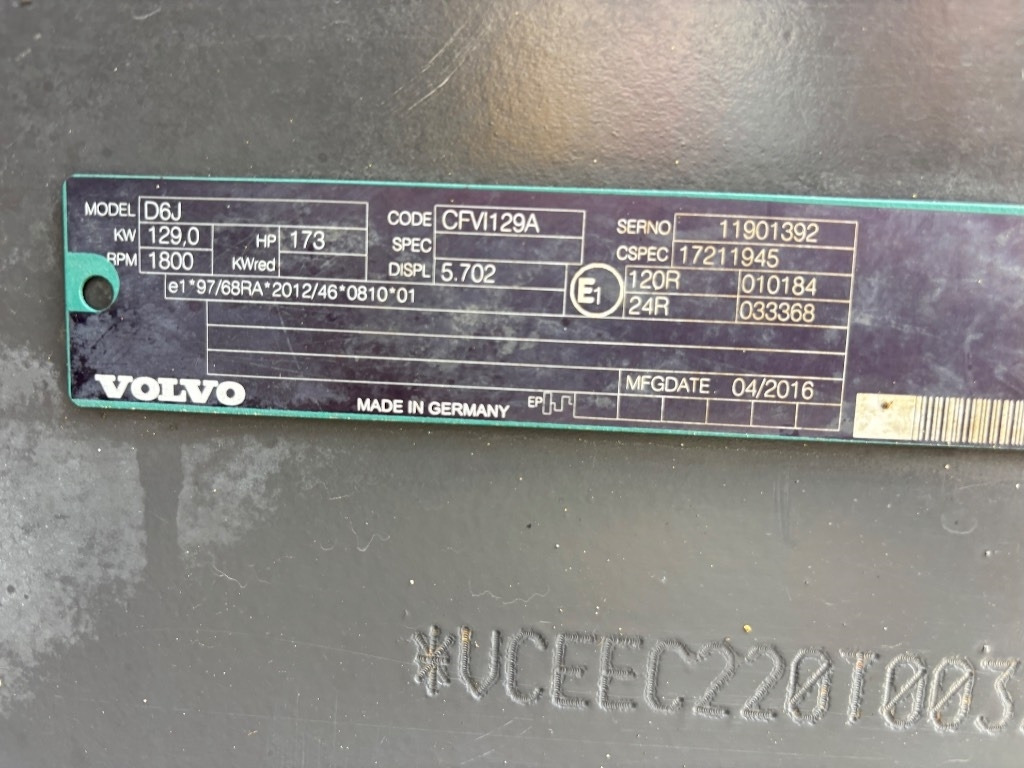 MODEL D6J CODE CFVI129A SERNO 11901392
KW 129,0 HP 173 SPEC CSPEC 17211945
RPM 1800 KWred DISPL 5.702 E1 120R 010184
e1*97/68RA*2012/46*0810*01 24R 033368
MFGDATE 04/2016
VOLVO MADE IN GERMANY EP
*VCEEC220T003